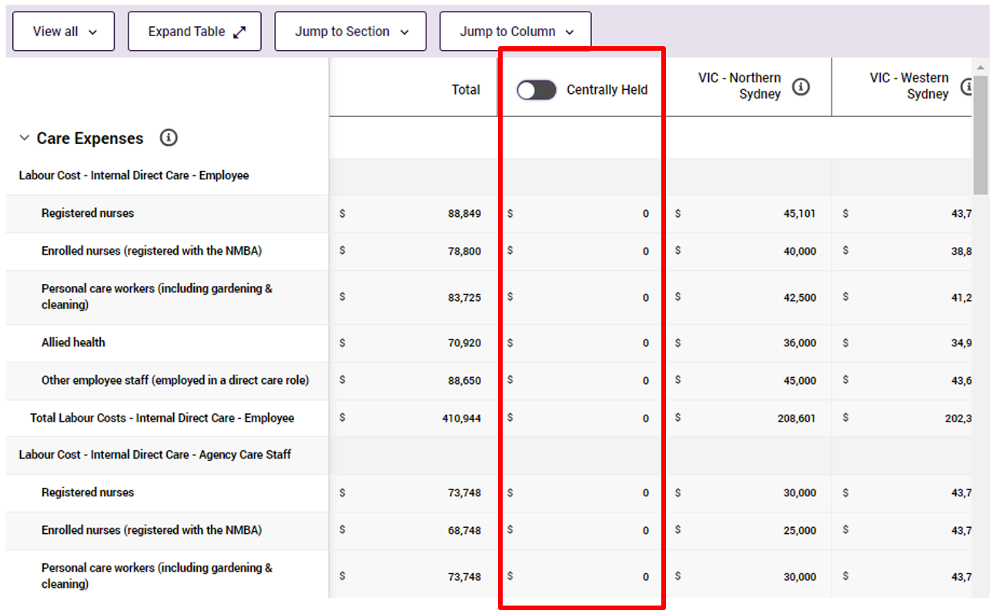 View all Expand Table Jump to Section Jump to Column
Total Centrally Held VIC - Northern VIC - Western
Sydney Sydney
Care Expenses
Labour Cost - Internal Direct Care - Employee
Registered nurses $ 88,849 $ 0 $ 45,101 $ 43,7
Enrolled nurses (registered with the NMBA) $ 78,800 $ 0 $ 40,000 $ 38,8
Personal care workers (including gardening &
cleaning) $ 83,725 $ 0 $ 42,500 $ 41,2
Allied health $ 70,920 $ 0 $ 36,000 $ 34,9
Other employee staff (employed in a direct care role) $ 88,650 $ 0 $ 45,000 $ 43,6
Total Labour Costs - Internal Direct Care - Employee $ 410,944 $ 0 $ 208,601 $ 202,3
Labour Cost - Internal Direct Care - Agency Care Staff
Registered nurses $ 73,748 $ 0 $ 30,000 $ 43,7
Enrolled nurses (registered with the NMBA) $ 68,748 $ 0 $ 25,000 $ 43,7
Personal care workers (including gardening &
cleaning) $ 73,748 $ 0 $ 30,000 $ 43,7